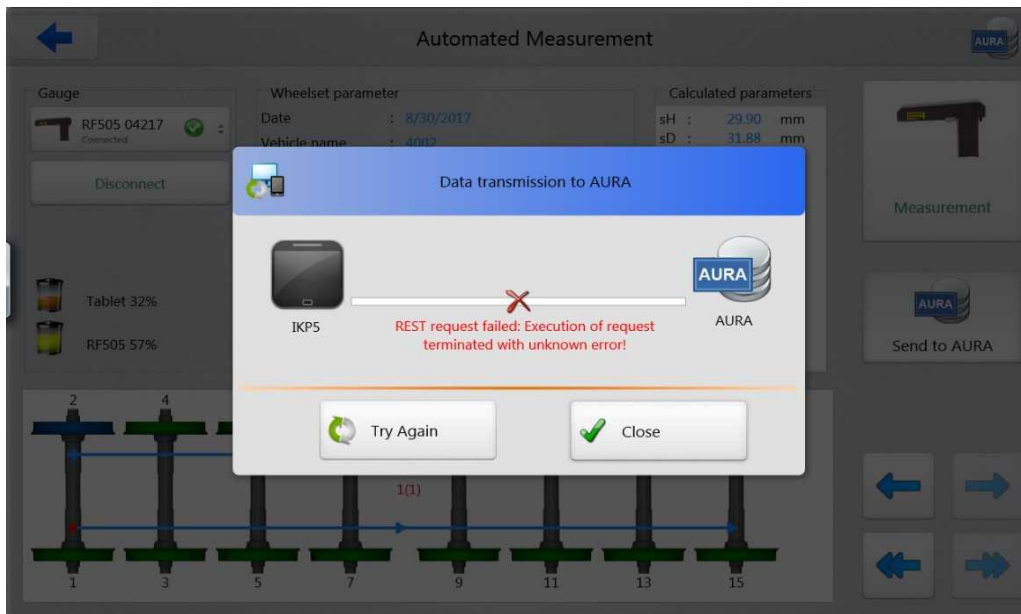 Automated Measurement
AURA
Gauge
Wheelset parameter
Calculated parameters
RF505 04217
Connected
Date : 8/30/2017
Vehicle name : 4002
sH : 29.90 mm
sD : 31.88 mm
Disconnect
Measurement
Data transmission to AURA
AURA
IKP5
AURA
REST request failed: Execution of request
terminated with unknown error!
Tablet 32%
RF505 57%
AURA
Send to AURA
Try Again
Close
2 4
1(1)
1 3 5 7 9 11 13 15